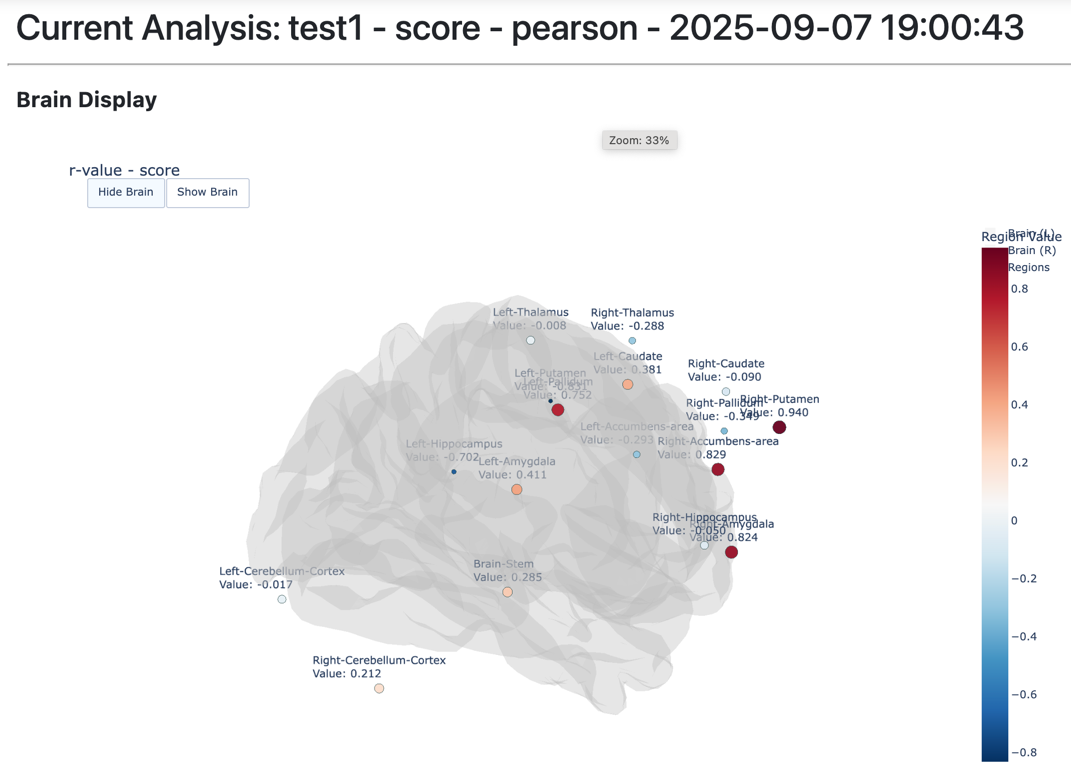 Current Analysis: test1 - score - pearson - 2025-09-07 19:00:43
Brain Display
Zoom: 33%
r-value - score
Hide Brain
Show Brain
Region Value
Brain (L)
Brain (R)
Regions
0.8
0.6
0.4
0.2
0
−0.2
−0.4
−0.6
−0.8
Left-Thalamus
Value: -0.008
Right-Thalamus
Value: -0.288
Left-Caudate
Value: 0.381
Right-Caudate
Value: -0.090
Left-Putamen
Value: -0.831
Left-Pallidum
Value: 0.752
Right-Pallidum
Value: -0.349
Right-Putamen
Value: 0.940
Left-Accumbens-area
Value: -0.293
Right-Accumbens-area
Value: 0.829
Left-Hippocampus
Value: -0.702
Left-Amygdala
Value: 0.411
Right-Hippocampus
Value: -0.050
Right-Amygdala
Value: 0.824
Brain-Stem
Value: 0.285
Left-Cerebellum-Cortex
Value: -0.017
Right-Cerebellum-Cortex
Value: 0.212